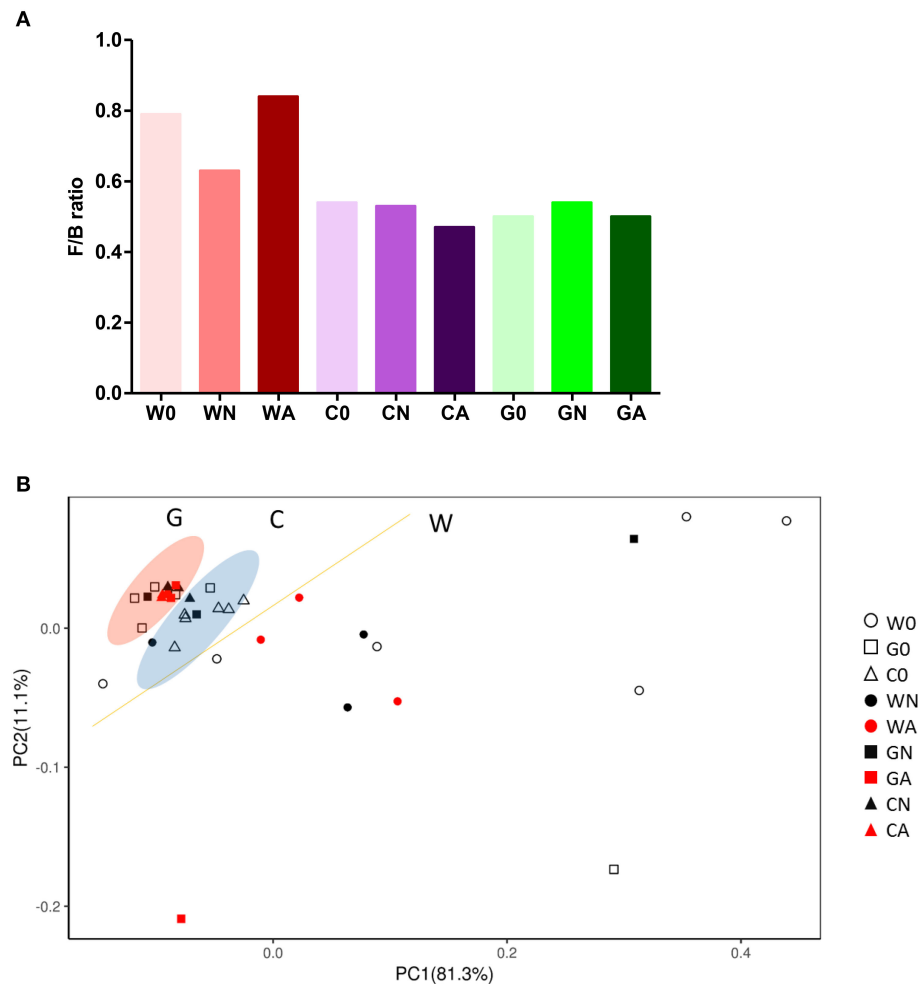 A
F/B ratio
1.0
0.8
0.6
0.4
0.2
0.0
W0 WN WA C0 CN CA G0 GN GA
B
G C W
PC2(11.1%)
0.0
-0.1
-0.2
0.0 0.2 0.4
PC1(81.3%)
W0
G0
C0
WN
WA
GN
GA
CN
CA